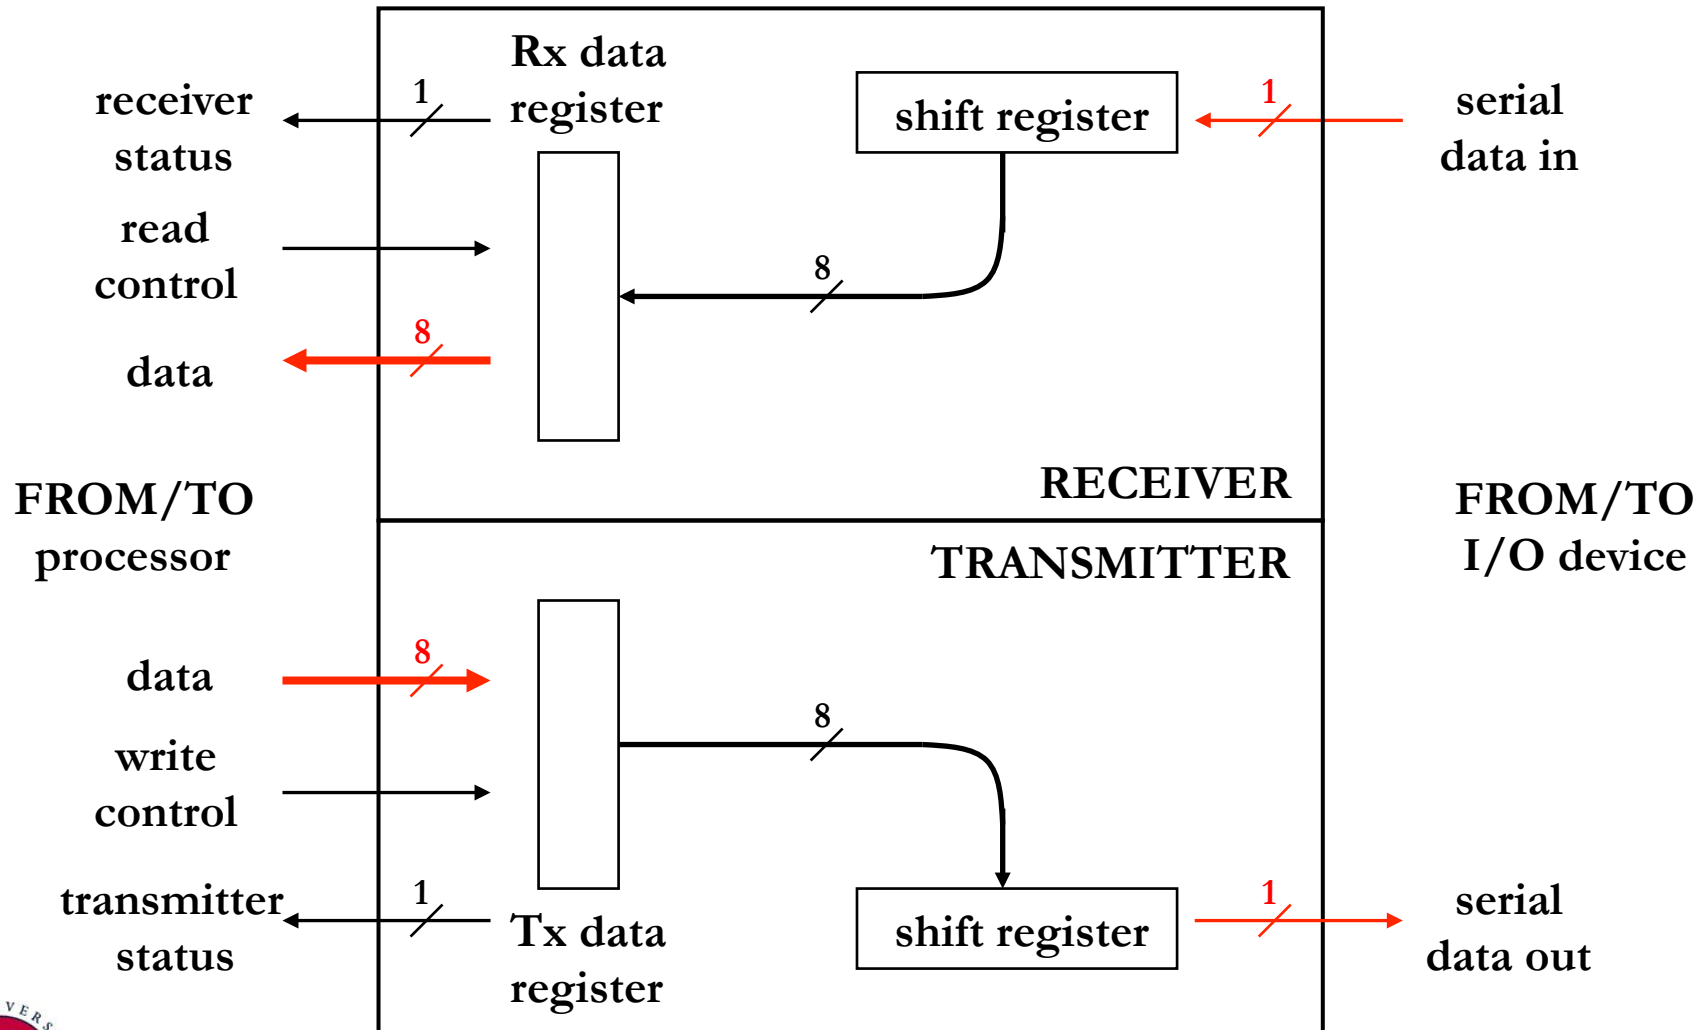 Rx data
register
receiver
status
1
shift register
1
serial
data in
read
control
8
8
data
RECEIVER
FROM/TO
processor
FROM/TO
I/O device
TRANSMITTER
data
8
8
write
control
transmitter
status
1
Tx data
register
shift register
1
serial
data out